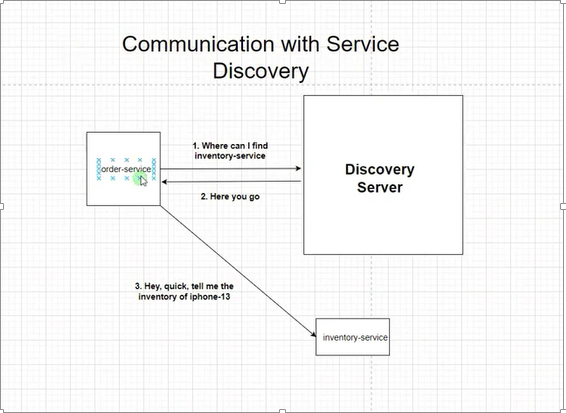 Communication with Service
Discovery
1. Where can I find
inventory-service
order-service
Discovery
Server
2. Here you go
3. Hey, quick, tell me the
inventory of iphone-13
inventory-service